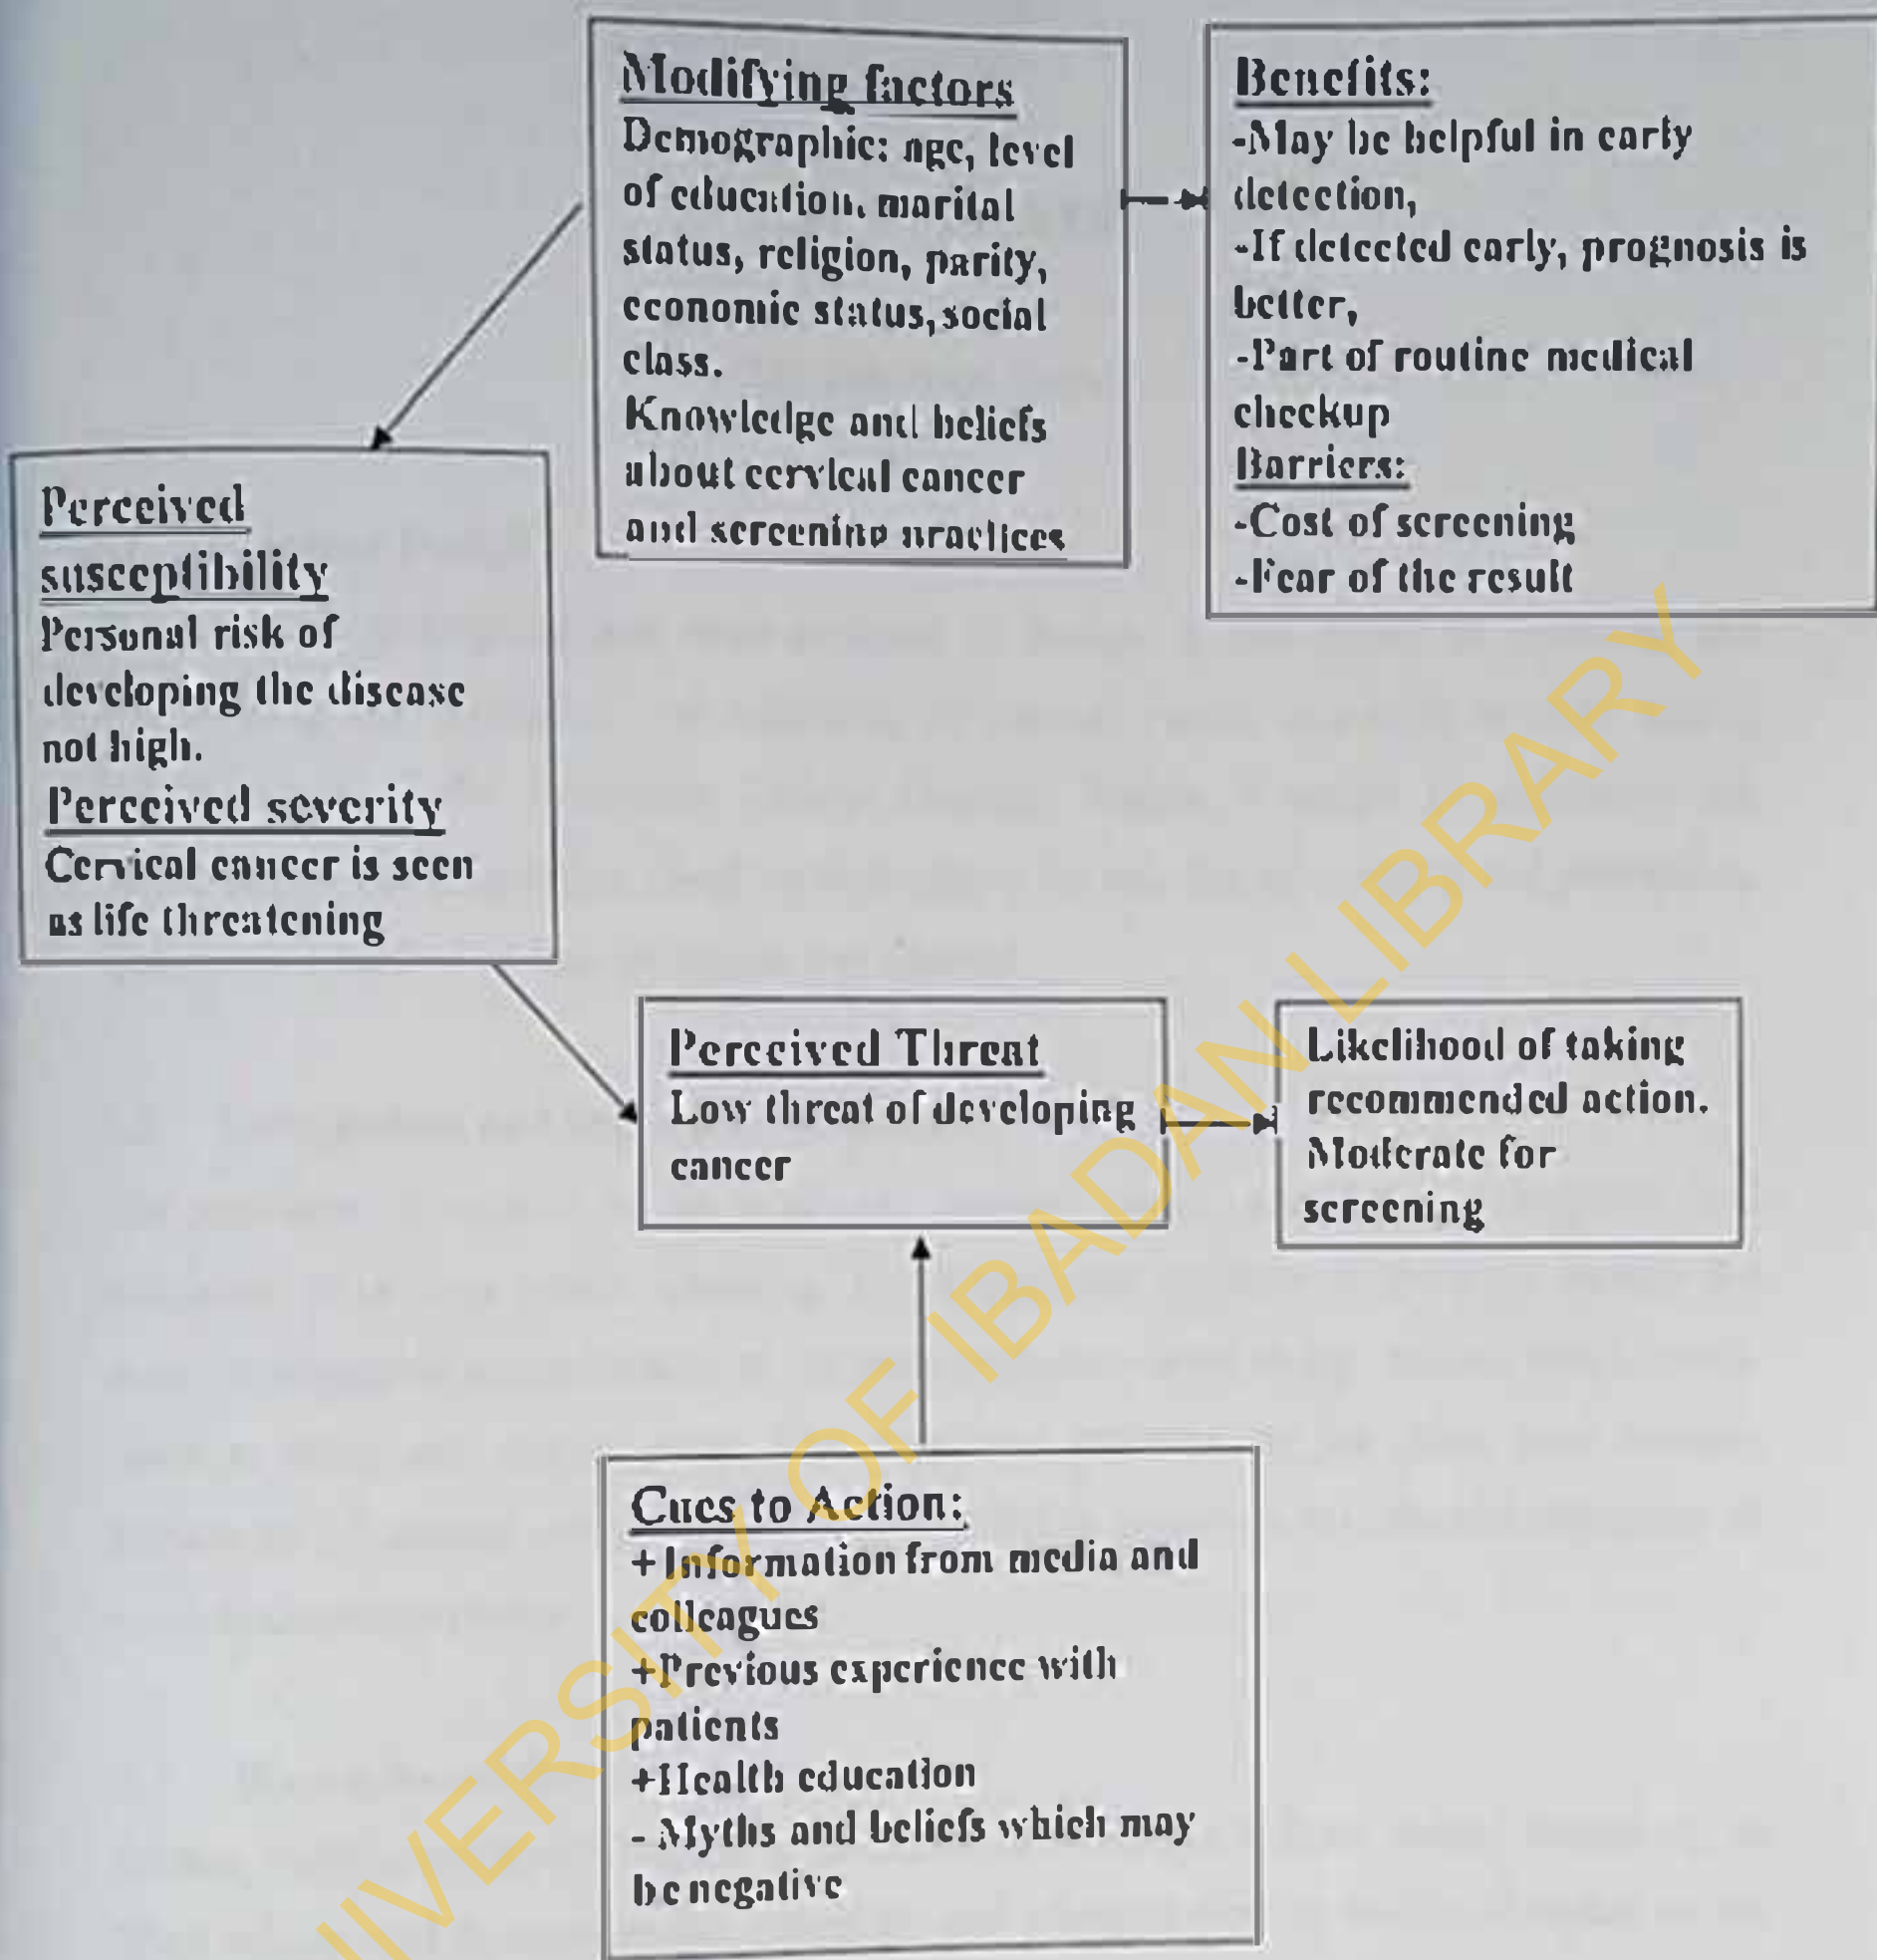 Modifying factors
Demographic: age, level
of education, marital
status, religion, parity,
economic status, social
class.
Knowledge and beliefs
about cervical cancer
and screening practices
Benefits:
-May be helpful in early
detection,
-If detected early, prognosis is
better,
-Part of routine medical
checkup
Barriers:
-Cost of screening
-Fear of the result
Perceived
susceptibility
Personal risk of
developing the disease
not high.
Perceived severity
Cervical cancer is seen
as life threatening
Perceived Threat
Low threat of developing
cancer
Likelihood of taking
recommended action.
Moderate for
screening
Cues to Action:
+Information from media and
colleagues
+Previous experience with
patients
+Health education
- Myths and beliefs which may
be negative
UNIVERSITY OF IBADAN LIBRARY